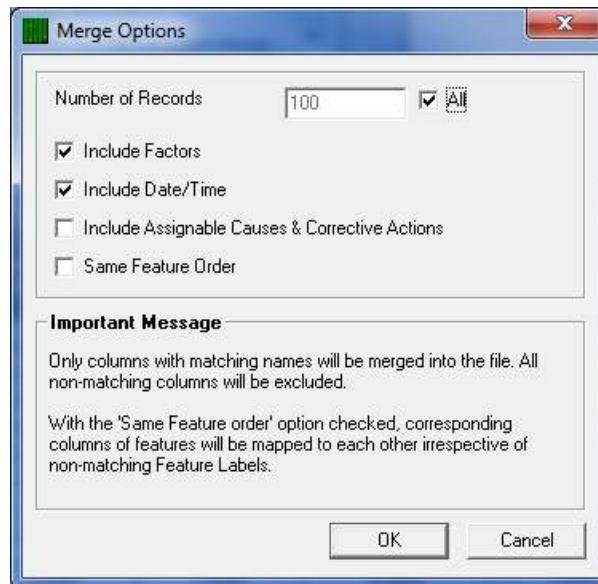 Merge Options
Number of Records 100 All
Include Factors
Include Date/Time
Include Assignable Causes & Corrective Actions
Same Feature Order
Important Message
Only columns with matching names will be merged into the file. All
non-matching columns will be excluded.
With the 'Same Feature order' option checked, corresponding
columns of features will be mapped to each other irrespective of
non-matching Feature Labels.
OK Cancel